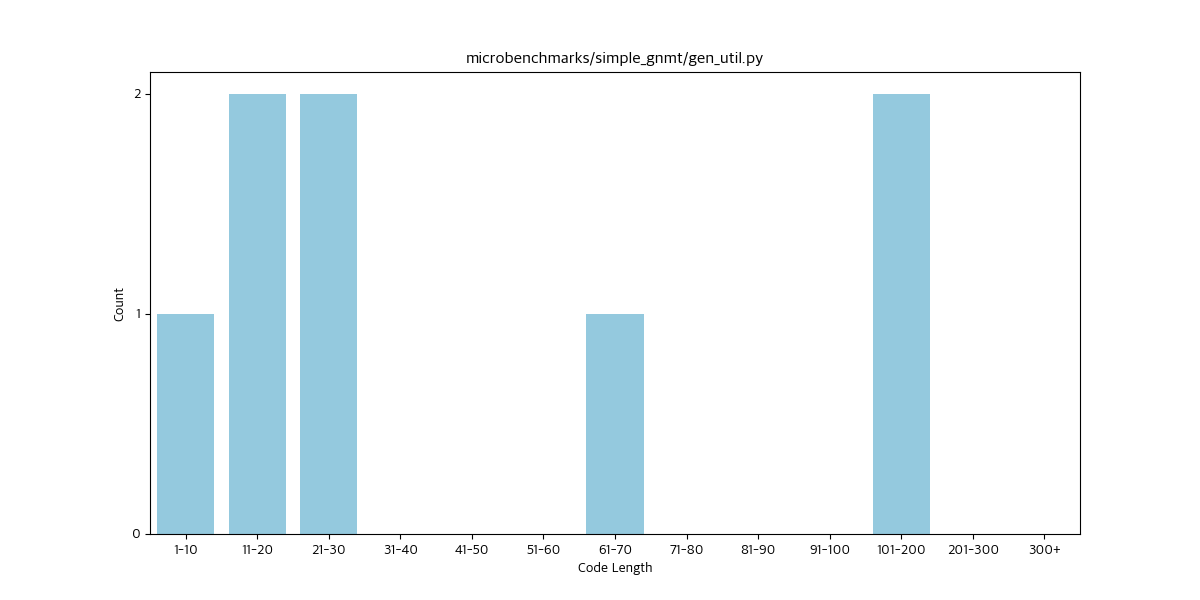 microbenchmarks/simple_gnmt/gen_util.py
2
1
0
Count
1-10 11-20 21-30 31-40 41-50 51-60 61-70 71-80 81-90 91-100 101-200 201-300 300+
Code Length